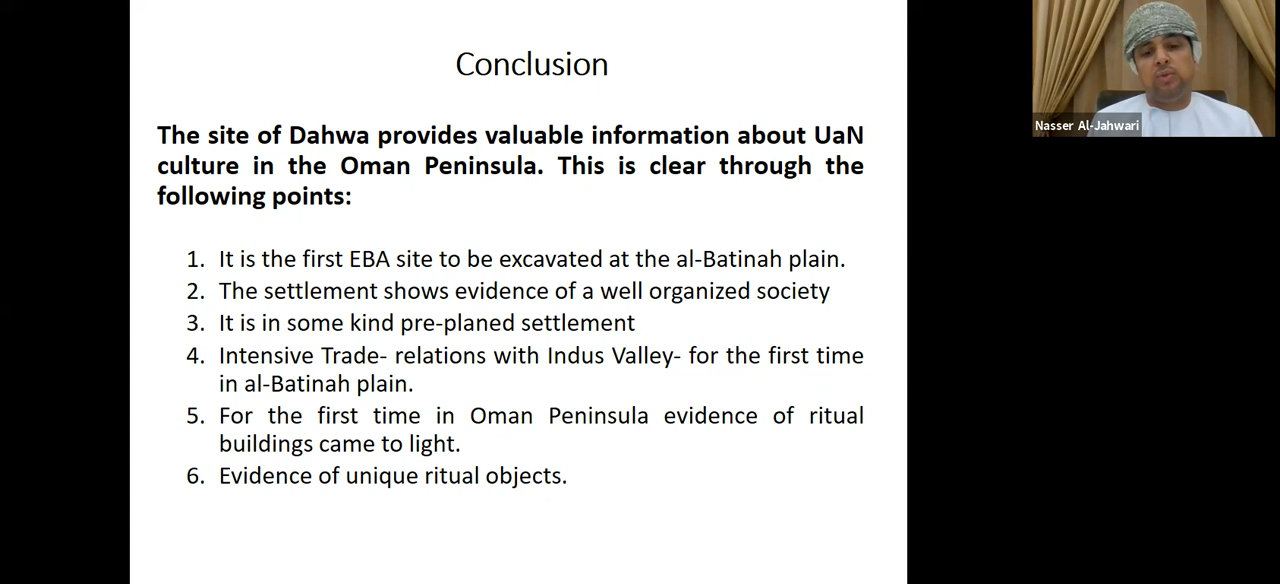 Conclusion
Nasser Al-Jahwari
The site of Dahwa provides valuable information about UaN
culture in the Oman Peninsula. This is clear through the
following points:
1. It is the first EBA site to be excavated at the al-Batinah plain.
2. The settlement shows evidence of a well organized society
3. It is in some kind pre-planed settlement
4. Intensive Trade- relations with Indus Valley- for the first time
in al-Batinah plain.
5. For the first time in Oman Peninsula evidence of ritual
buildings came to light.
6. Evidence of unique ritual objects.